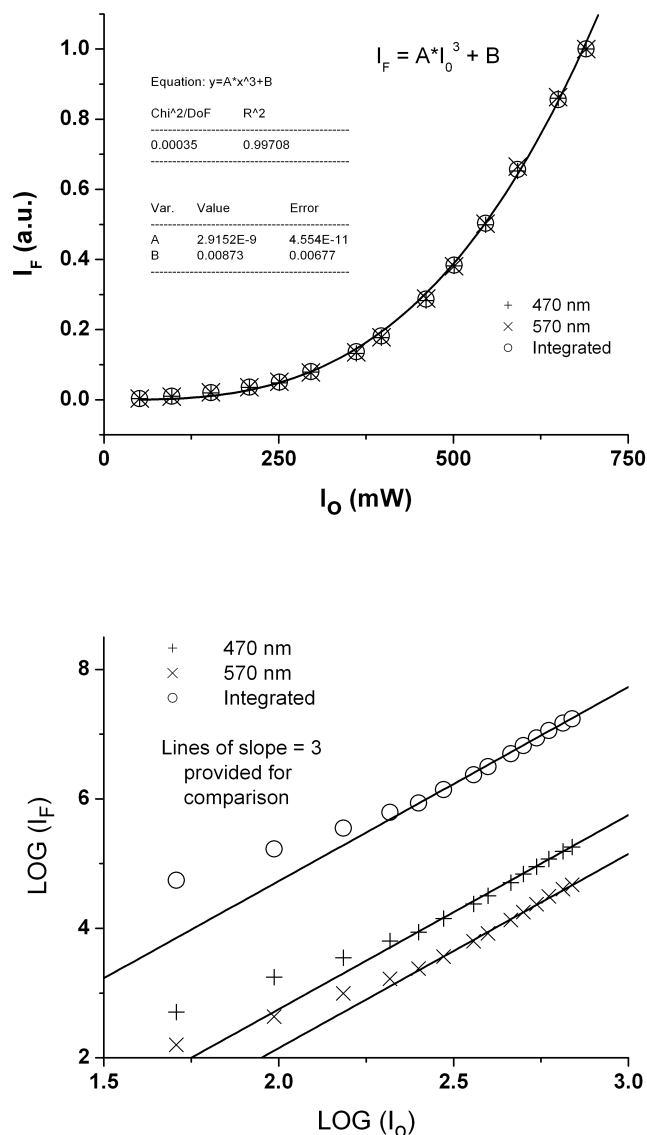 I_F = A*I_0^3 + B
Equation: y=A*x^3+B
Chi^2/DoF R^2
0.00035 0.99708
Var. Value Error
A 2.9152E-9 4.554E-11
B 0.00873 0.00677
1.0
0.8
0.6
0.4
0.2
0.0
I_F (a.u.)
470 nm
570 nm
Integrated
0 250 500 750
I_O (mW)
470 nm
570 nm
Integrated
Lines of slope = 3
provided for
comparison
8
6
4
2
LOG (I_F)
1.5 2.0 2.5 3.0
LOG (I_O)